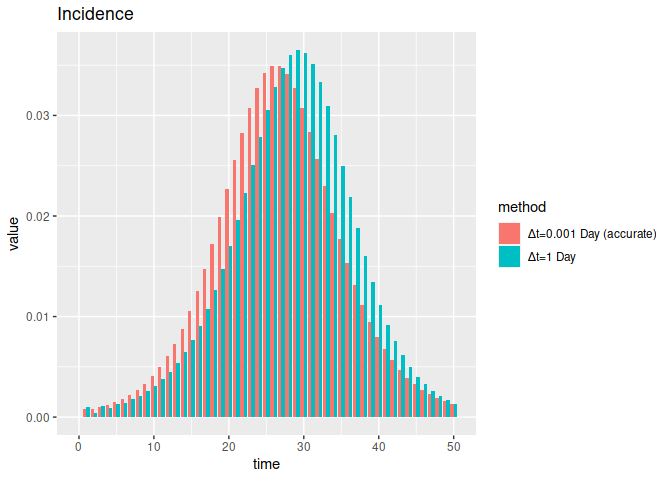 Incidence
value
0.03
0.02
0.01
0.00
0
10
20
30
40
50
time
method
Δt=0.001 Day (accurate)
Δt=1 Day